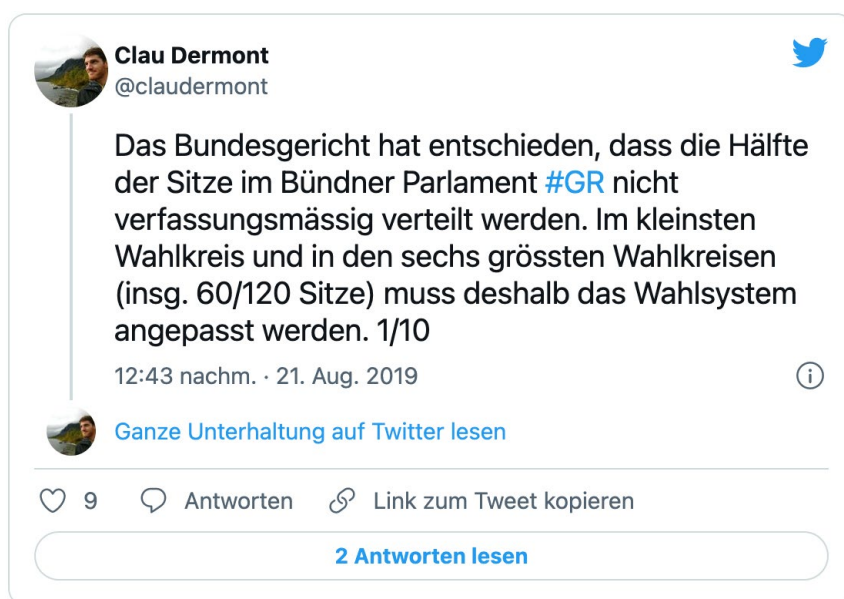 Clau Dermont
@claudermont
Das Bundesgericht hat entschieden, dass die Hälfte
der Sitze im Bündner Parlament #GR nicht
verfassungsmässig verteilt werden. Im kleinsten
Wahlkreis und in den sechs grössten Wahlkreisen
(insg. 60/120 Sitze) muss deshalb das Wahlsystem
angepasst werden. 1/10
12:43 nachm. · 21. Aug. 2019
Ganze Unterhaltung auf Twitter lesen
9 Antworten Link zum Tweet kopieren
2 Antworten lesen